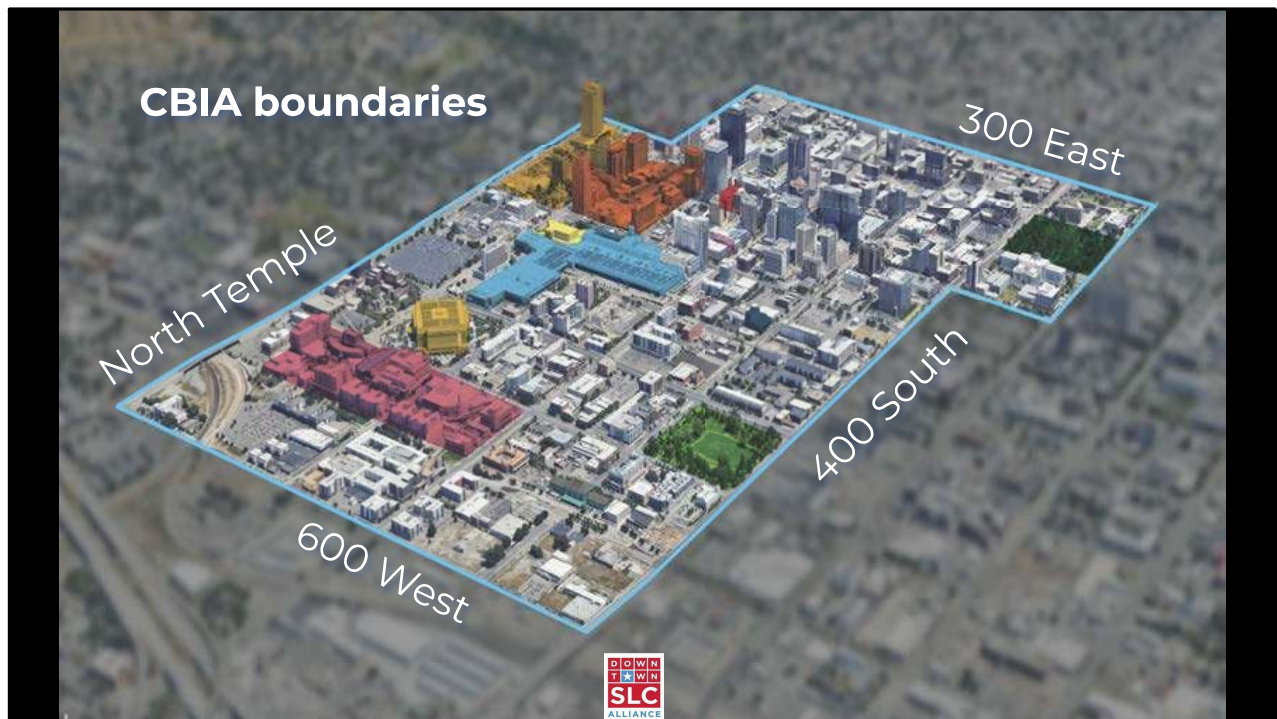 CBIA boundaries
300 East
North Temple
400 South
600 West
DOWN
TOWN
SLC
ALLIANCE